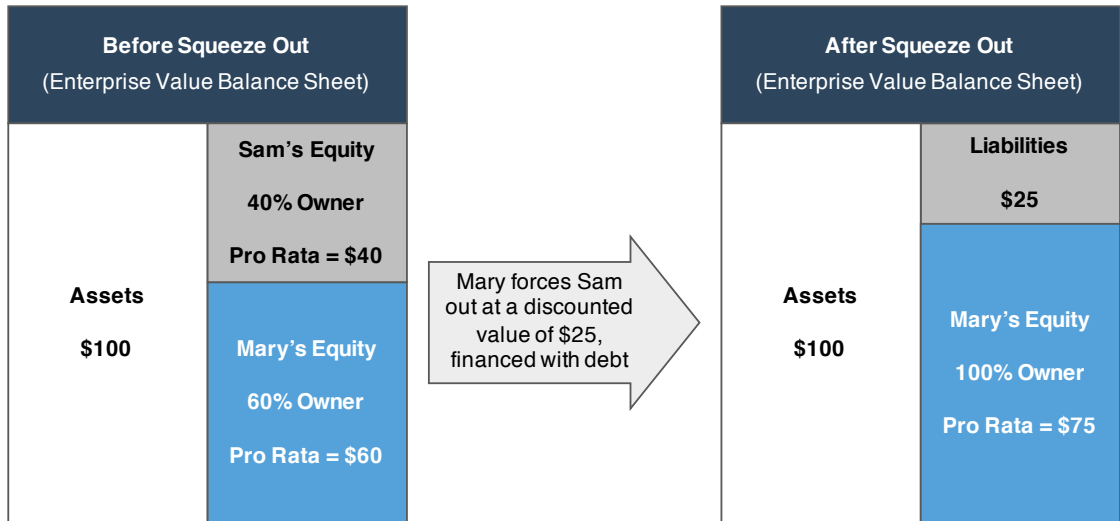 Before Squeeze Out
(Enterprise Value Balance Sheet)
Assets
$100
Sam's Equity
40% Owner
Pro Rata = $40
Mary's Equity
60% Owner
Pro Rata = $60
Mary forces Sam
out at a discounted
value of $25,
financed with debt
After Squeeze Out
(Enterprise Value Balance Sheet)
Assets
$100
Liabilities
$25
Mary's Equity
100% Owner
Pro Rata = $75